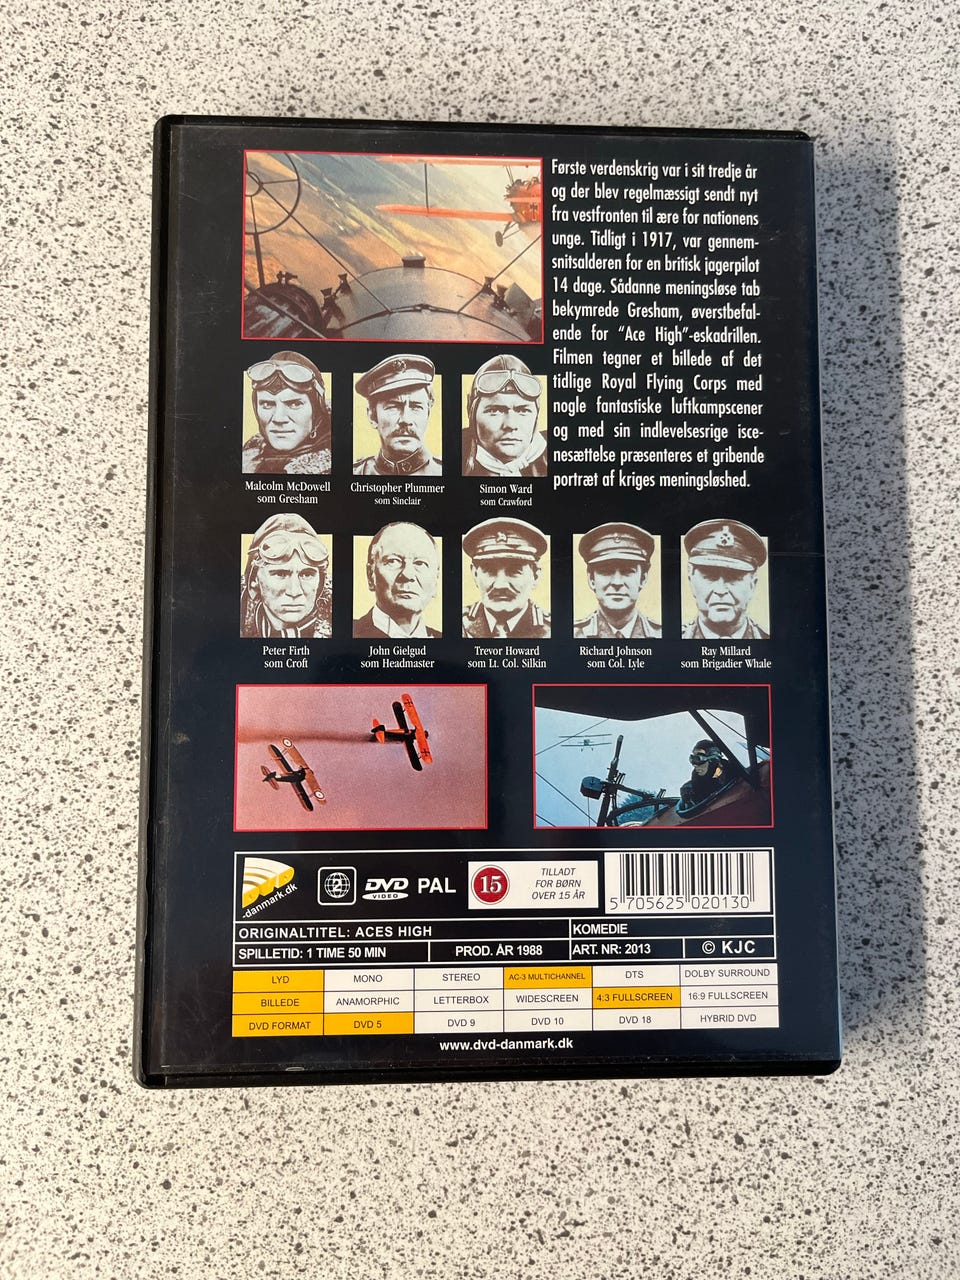 Første verdenskrig var i sit tredje år
og der blev regelmæssigt sendt nyt
fra vestfronten til ære for nationens
unge. Tidligt i 1917, var gennem-
snitsalderen for en britisk jagerpilot
14 dage. Sådanne meningsløse tab
bekymrede Gresham, øverstbefal-
ende for "Ace High"-eskadrillen.
Filmen tegner et billede af det
tidlige Royal Flying Corps med
nogle fantastiske luftkampscener
og med sin indlevelsesrige isce-
nesættelse præsenteres et gribende
portræt af kriges meningsløshed.
Malcolm McDowell
som Gresham
Christopher Plummer
som Sinclair
Simon Ward
som Crawford
Peter Firth
som Croft
John Gielgud
som Headmaster
Trevor Howard
som Lt. Col. Silkin
Richard Johnson
som Col. Lyle
Ray Millard
som Brigadier Whale
DVD
-danmark.dk
2
DVD
VIDEO
PAL
15
TILLADT
FOR BØRN
OVER 15 ÅR
5 705625 020130
ORIGINALTITEL: ACES HIGH
KOMEDIE
SPILLETID: 1 TIME 50 MIN
PROD. ÅR 1988
ART. NR: 2013
© KJC
LYD MONO STEREO AC-3 MULTICHANNEL DTS DOLBY SURROUND
BILLEDE ANAMORPHIC LETTERBOX WIDESCREEN 4:3 FULLSCREEN 16:9 FULLSCREEN
DVD FORMAT DVD 5 DVD 9 DVD 10 DVD 18 HYBRID DVD
www.dvd-danmark.dk